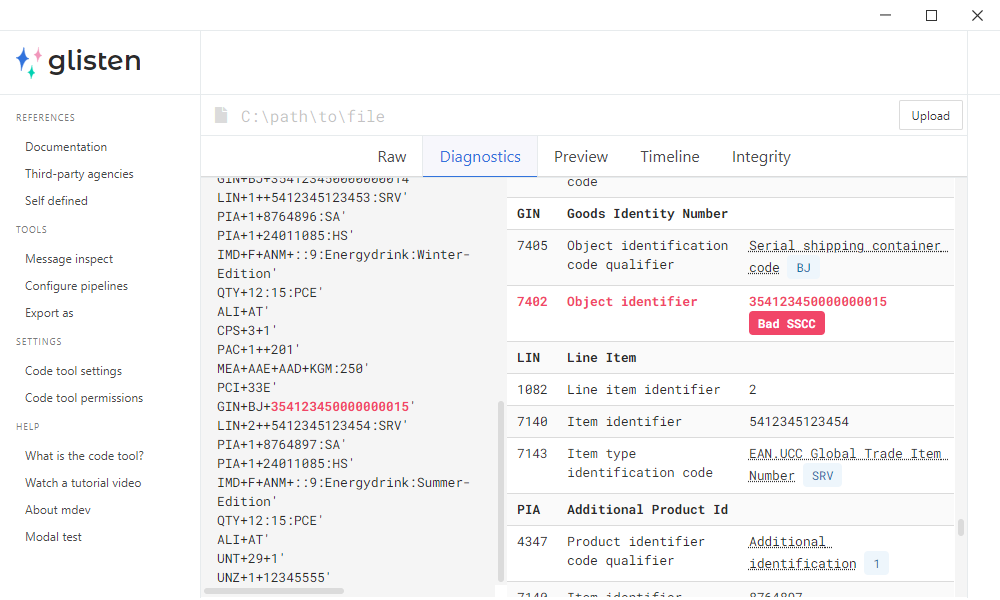 glisten
REFERENCES
Documentation
Third-party agencies
Self defined
TOOLS
Message inspect
Configure pipelines
Export as
SETTINGS
Code tool settings
Code tool permissions
HELP
What is the code tool?
Watch a tutorial video
About mdev
Modal test
C:\path\to\file
Upload
Raw
Diagnostics
Preview
Timeline
Integrity
GIN+BJ+354123450000000014'
LIN+1++5412345123453:SRV'
PIA+1+8764896:SA'
PIA+1+24011085:HS'
IMD+F+ANM+::9:Energydrink:Winter-
Edition'
QTY+12:15:PCE'
ALI+AT'
CPS+3+1'
PAC+1++201'
MEA+AAE+AAD+KGM:250'
PCI+33E'
GIN+BJ+354123450000000015'
LIN+2++5412345123454:SRV'
PIA+1+8764897:SA'
PIA+1+24011085:HS'
IMD+F+ANM+::9:Energydrink:Summer-
Edition'
QTY+12:15:PCE'
ALI+AT'
UNT+29+1'
UNZ+1+12345555'
code
GIN Goods Identity Number
7405 Object identification Serial shipping container
code qualifier code BJ
7402 Object identifier 354123450000000015
Bad SSCC
LIN Line Item
1082 Line item identifier 2
7140 Item identifier 5412345123454
7143 Item type EAN.UCC Global Trade Item
identification code Number SRV
PIA Additional Product Id
4347 Product identifier Additional
code qualifier identification 1
7140 Item identifier 8764897